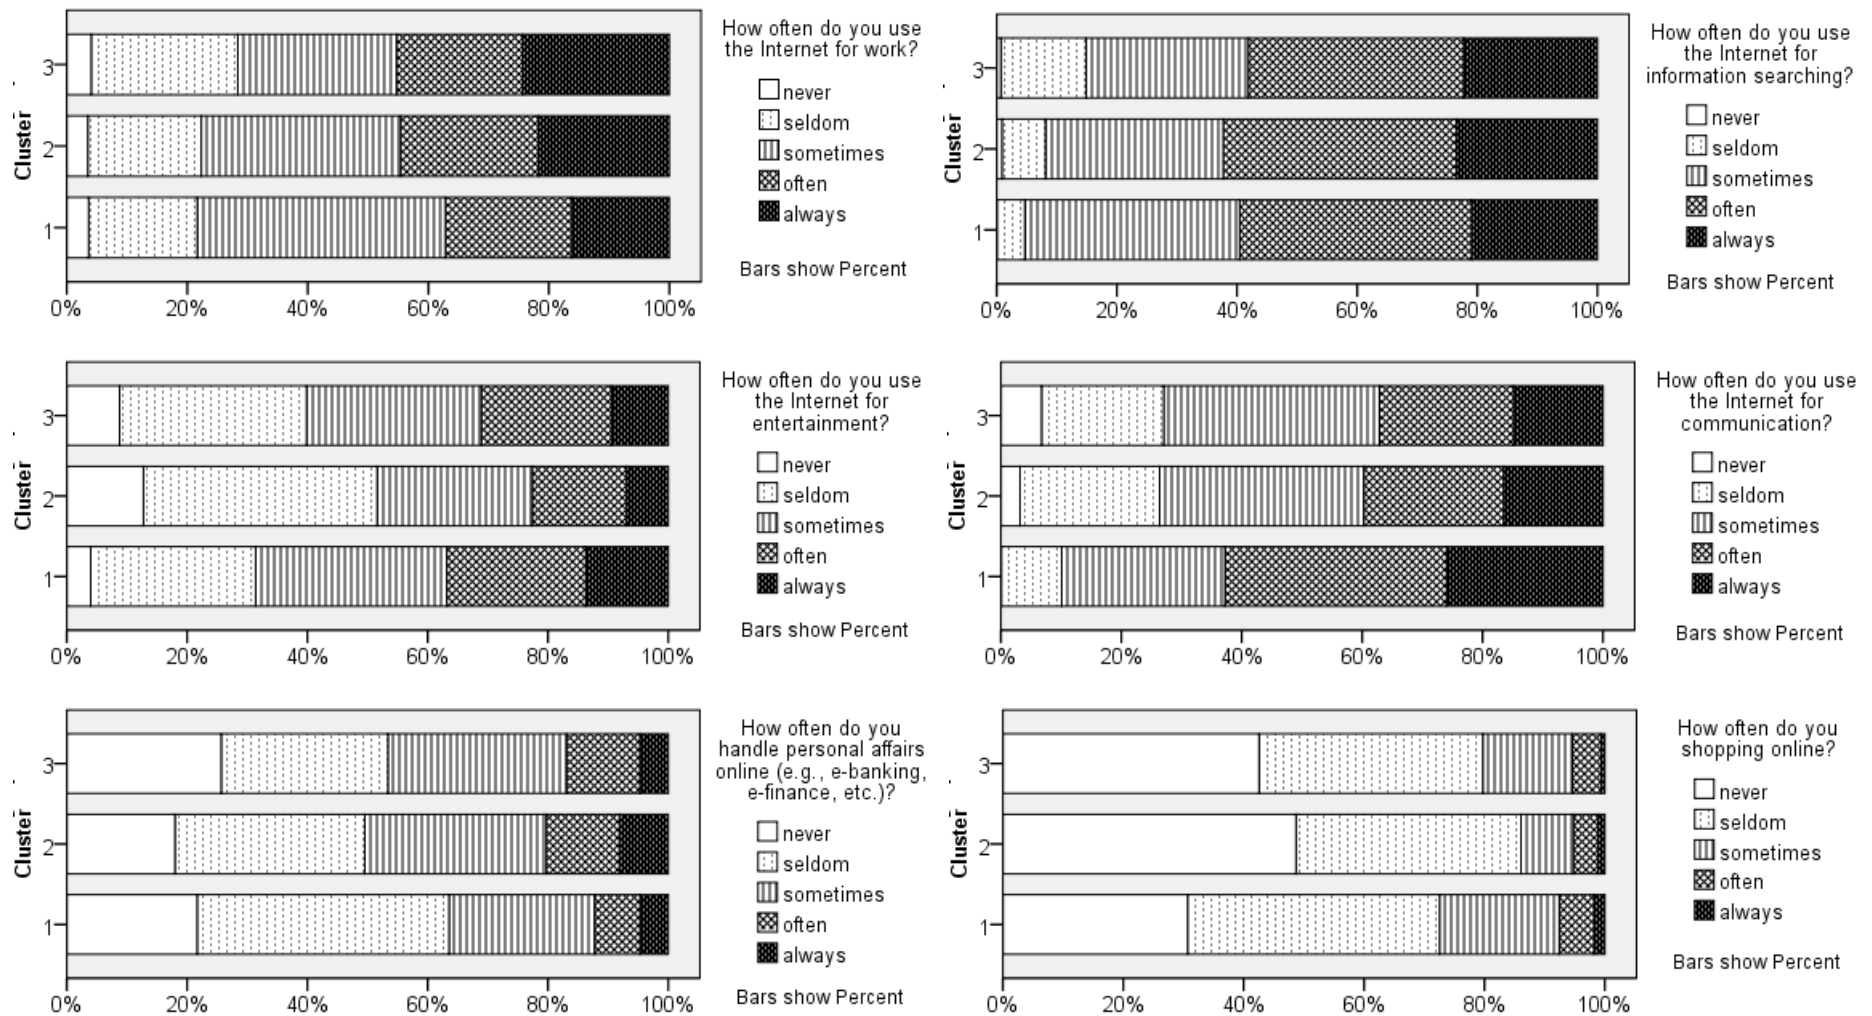 How often do you use
the Internet for work?
never
seldom
sometimes
often
always
Bars show Percent
Cluster
3
2
1
0% 20% 40% 60% 80% 100%
How often do you use
the Internet for
information searching?
never
seldom
sometimes
often
always
Bars show Percent
Cluster
3
2
1
0% 20% 40% 60% 80% 100%
How often do you use
the Internet for
entertainment?
never
seldom
sometimes
often
always
Bars show Percent
Cluster
3
2
1
0% 20% 40% 60% 80% 100%
How often do you use
the Internet for
communication?
never
seldom
sometimes
often
always
Bars show Percent
Cluster
3
2
1
0% 20% 40% 60% 80% 100%
How often do you
handle personal affairs
online (e.g., e-banking,
e-finance, etc.)?
never
seldom
sometimes
often
always
Bars show Percent
Cluster
3
2
1
0% 20% 40% 60% 80% 100%
How often do you
shopping online?
never
seldom
sometimes
often
always
Bars show Percent
Cluster
3
2
1
0% 20% 40% 60% 80% 100%